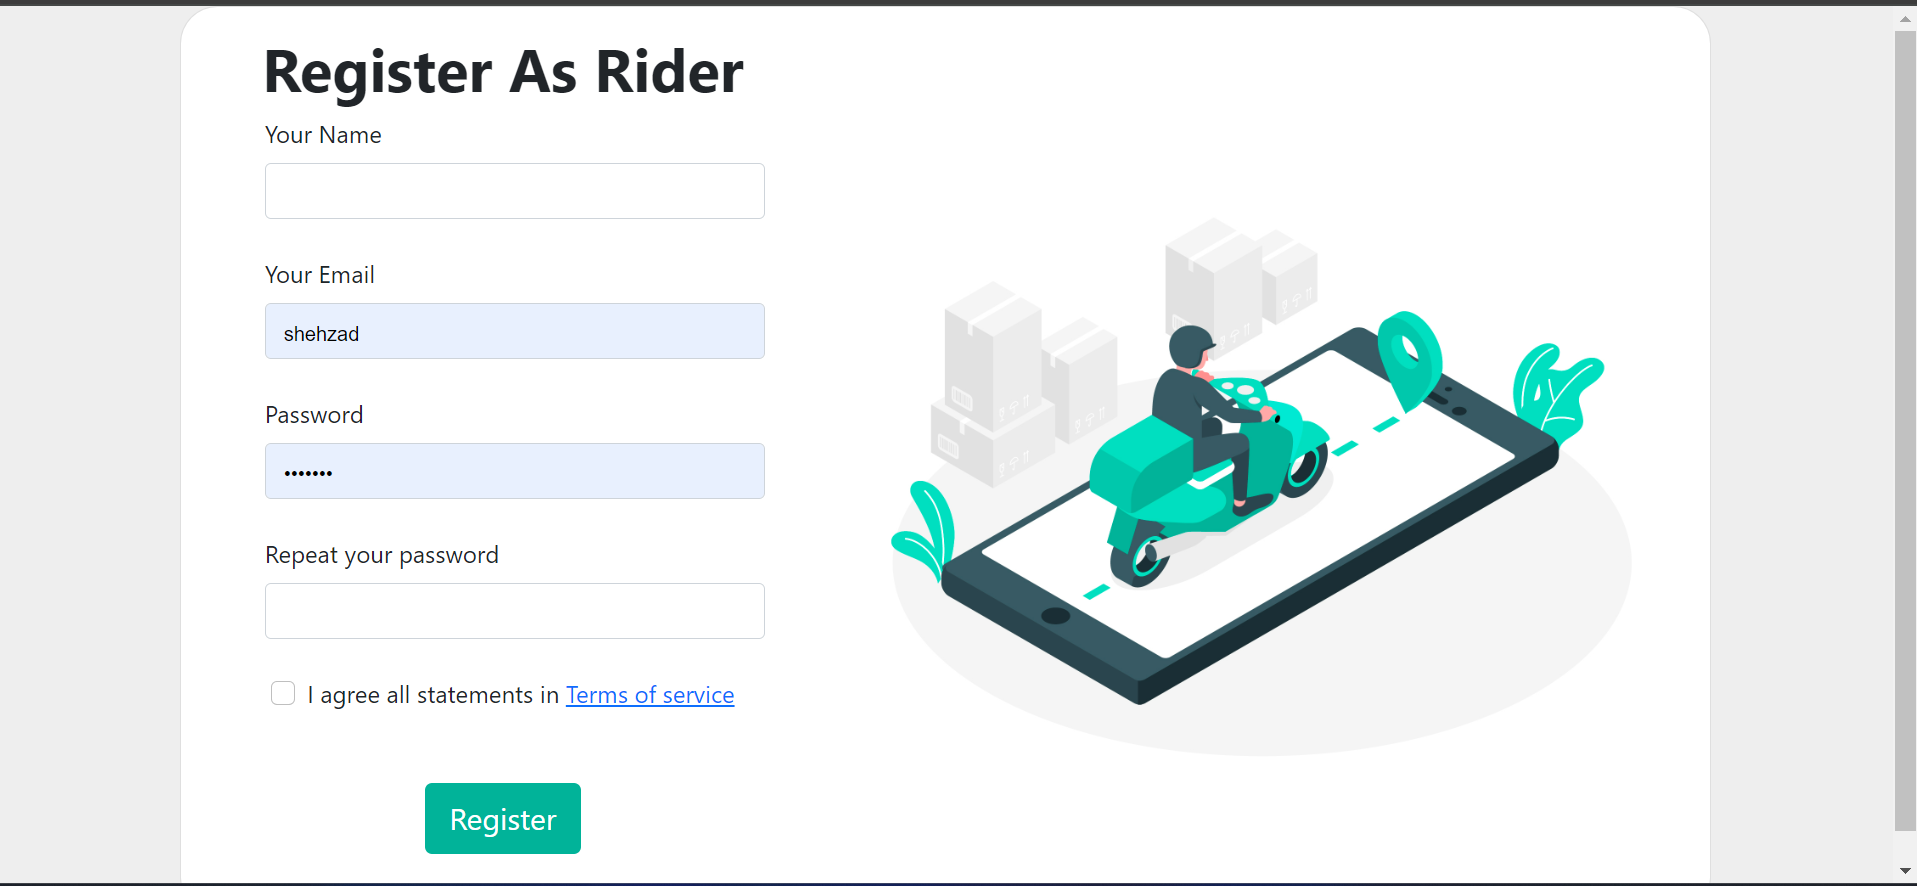 Register As Rider
Your Name
Your Email
shehzad
Password
•••••••
Repeat your password
I agree all statements in Terms of service
Register